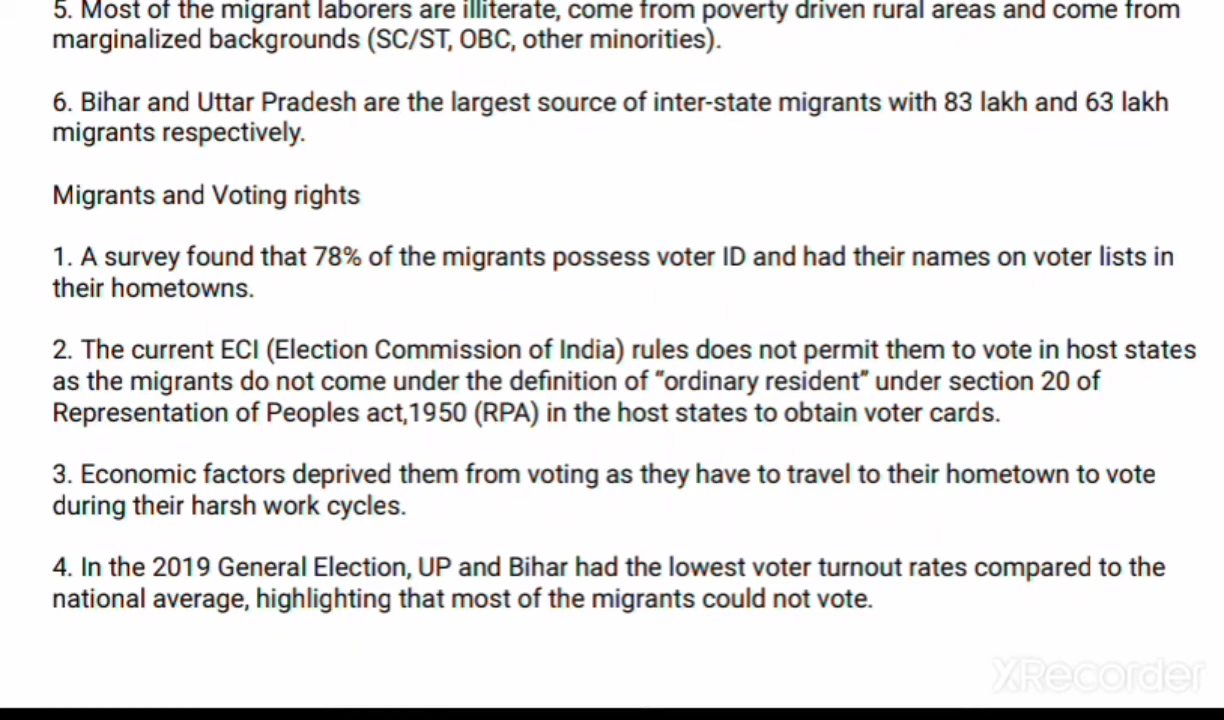 5. Most of the migrant laborers are illiterate, come from poverty driven rural areas and come from
marginalized backgrounds (SC/ST, OBC, other minorities).
6. Bihar and Uttar Pradesh are the largest source of inter-state migrants with 83 lakh and 63 lakh
migrants respectively.
Migrants and Voting rights
1. A survey found that 78% of the migrants possess voter ID and had their names on voter lists in
their hometowns.
2. The current ECI (Election Commission of India) rules does not permit them to vote in host states
as the migrants do not come under the definition of “ordinary resident” under section 20 of
Representation of Peoples act,1950 (RPA) in the host states to obtain voter cards.
3. Economic factors deprived them from voting as they have to travel to their hometown to vote
during their harsh work cycles.
4. In the 2019 General Election, UP and Bihar had the lowest voter turnout rates compared to the
national average, highlighting that most of the migrants could not vote.
XRecorder